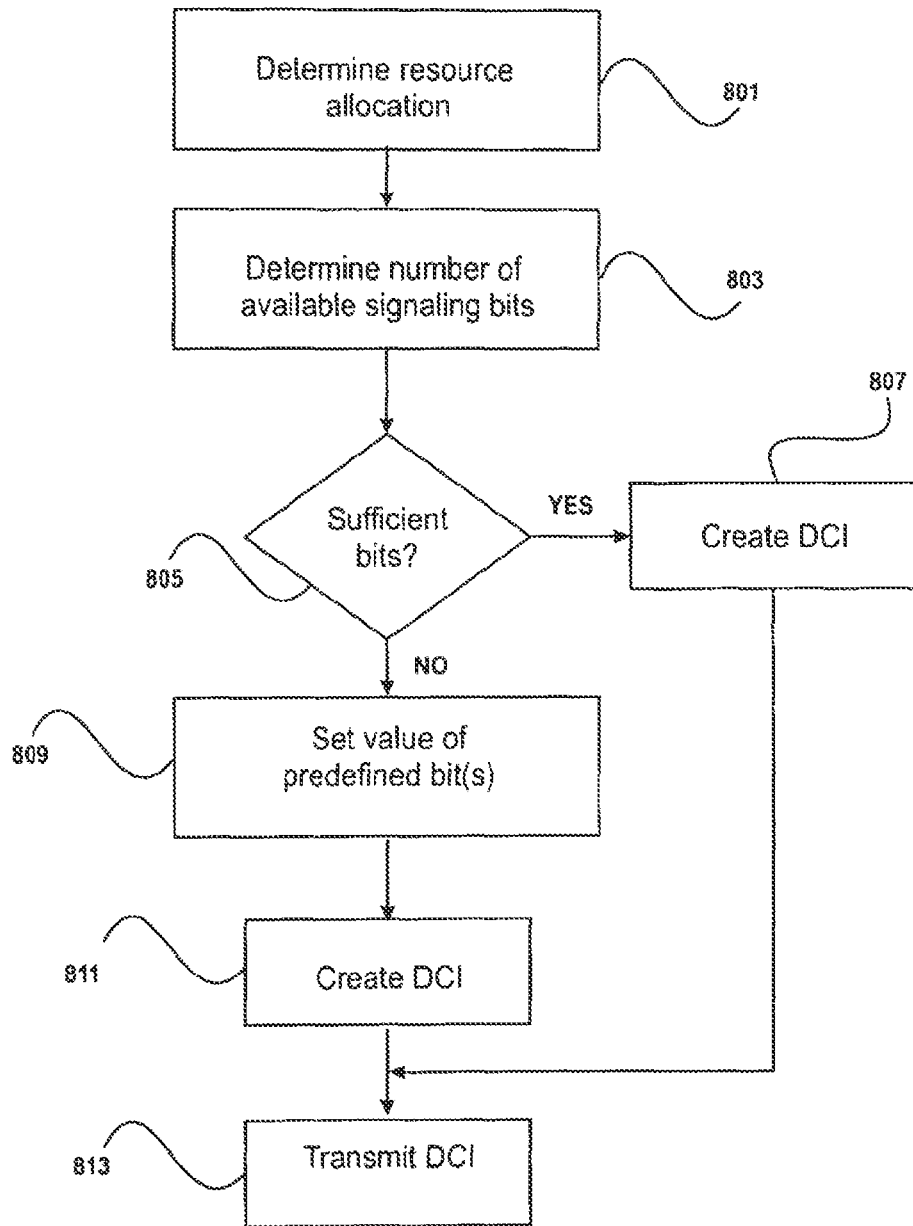 Determine resource
allocation
801
Determine number of
available signaling bits
803
807
Sufficient
bits?
YES
Create DCI
805
NO
Set value of
predefined bit(s)
809
Create DCI
811
Transmit DCI
813